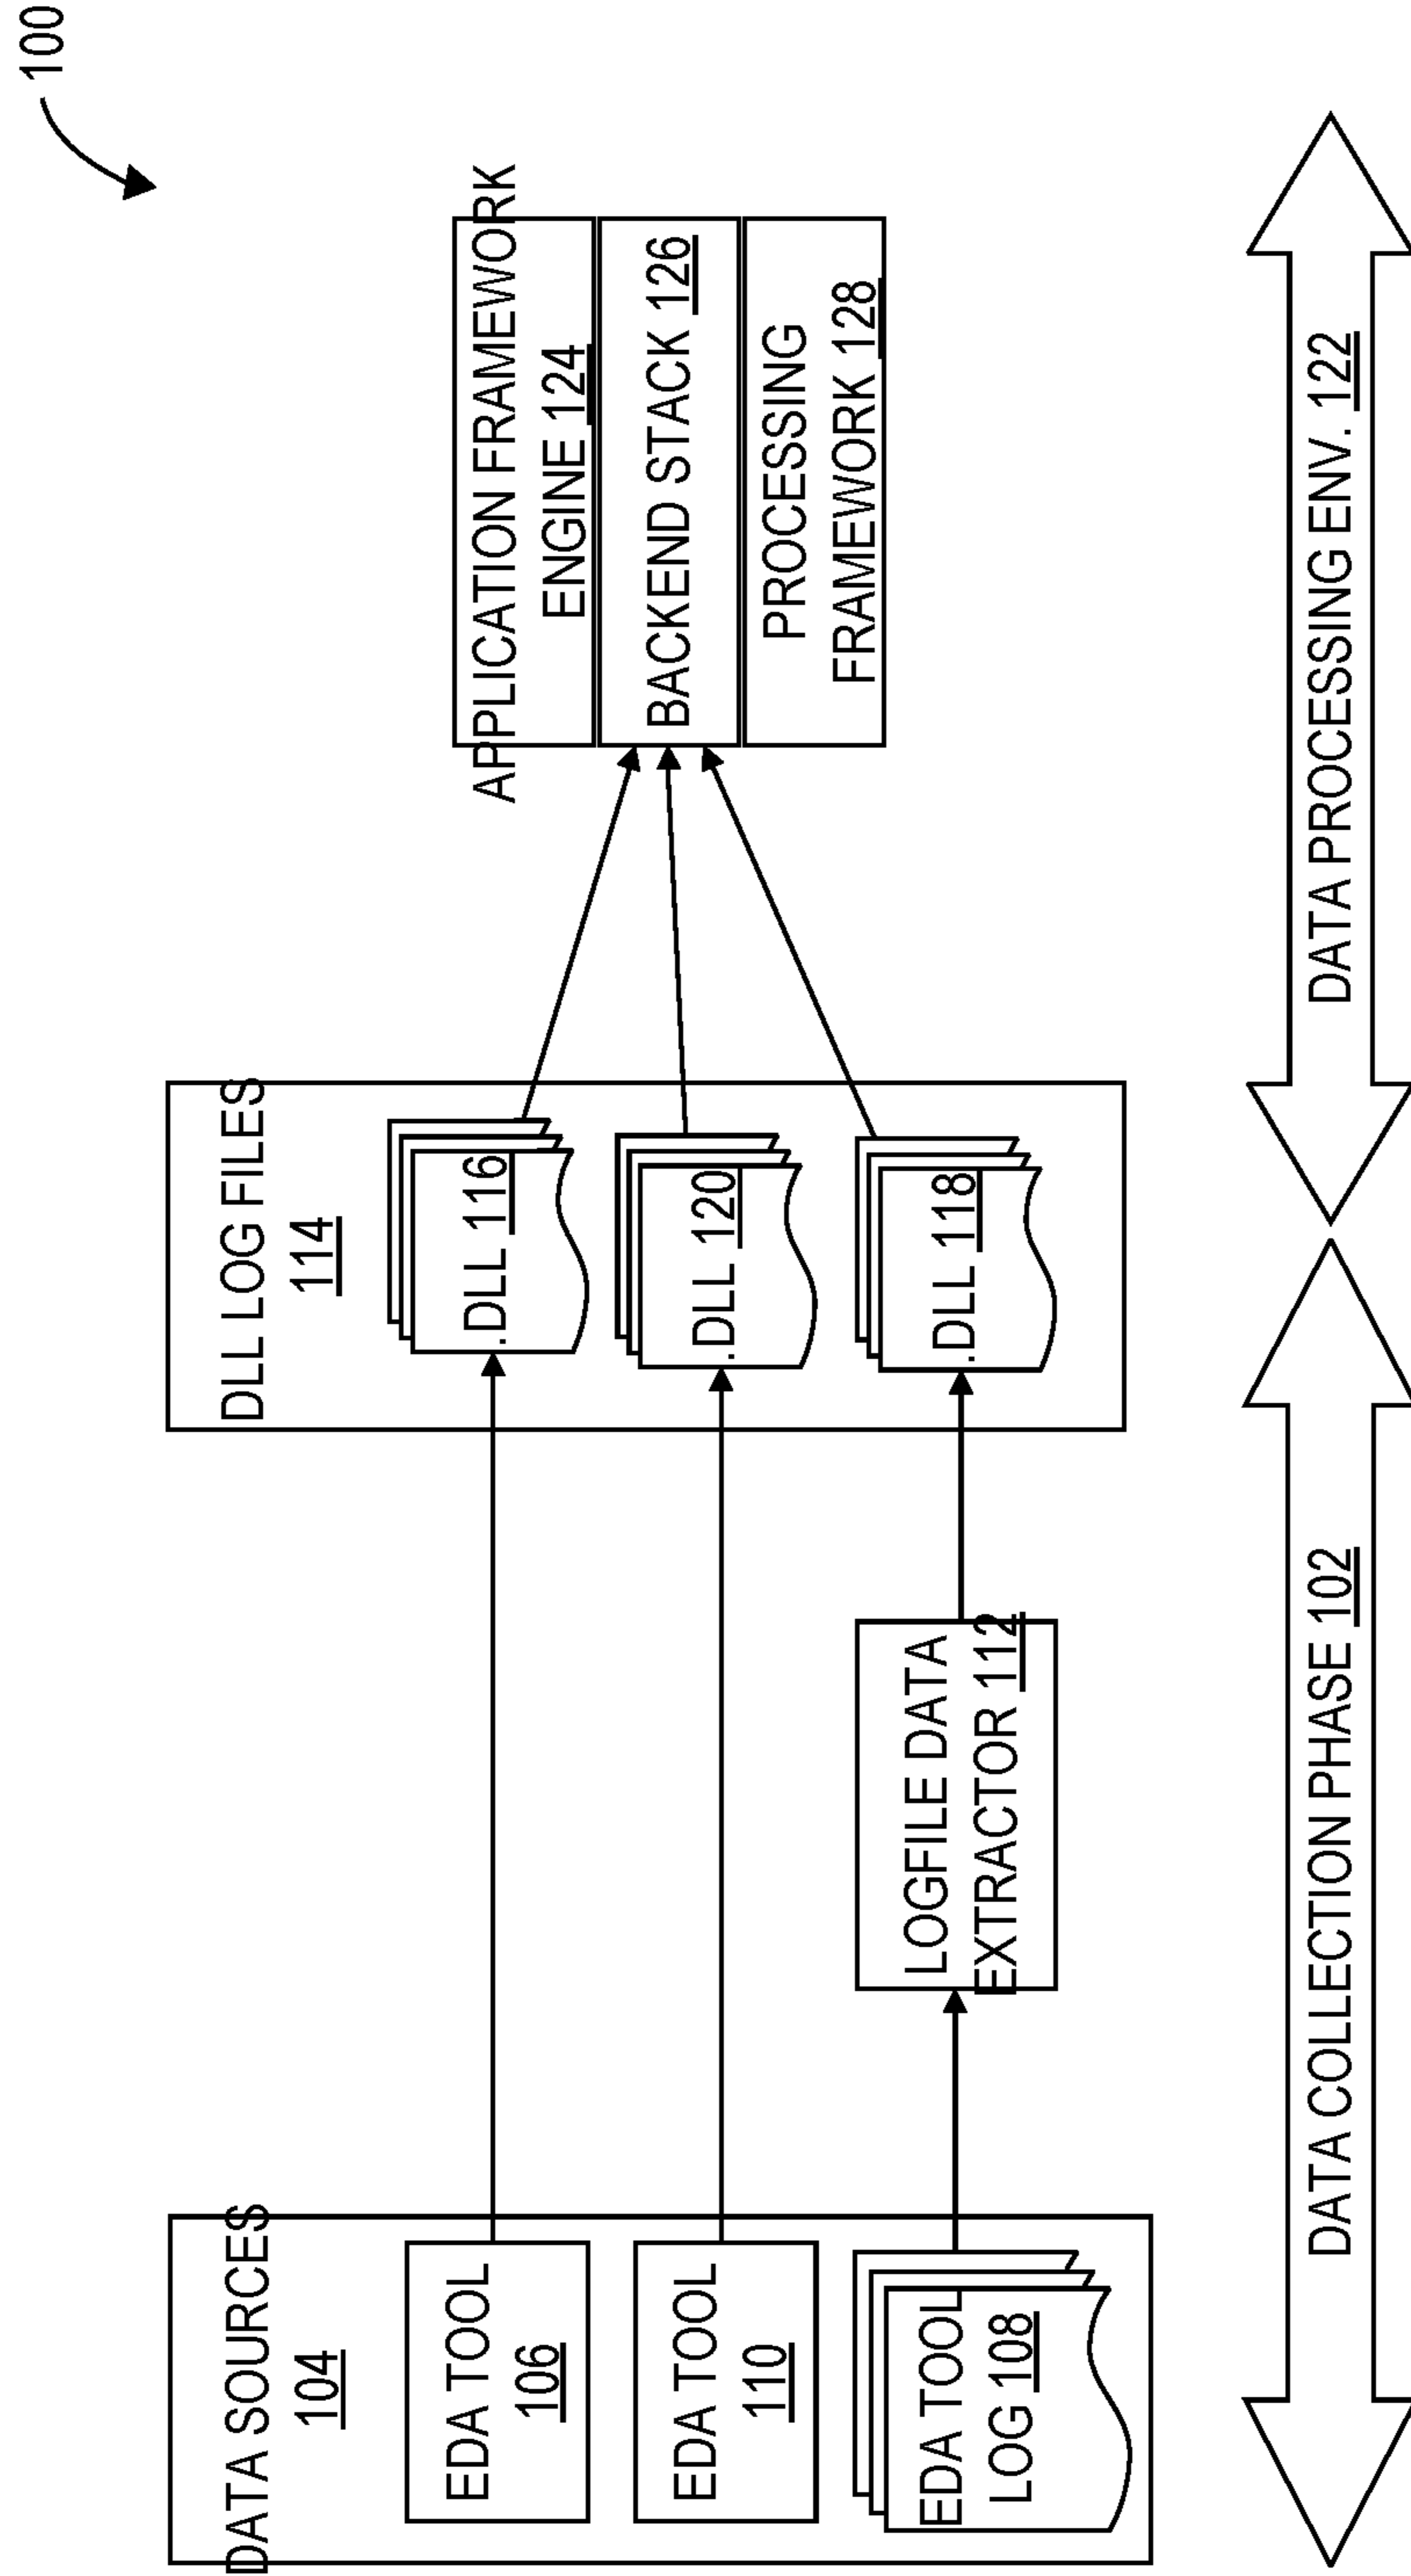 100
DATA SOURCES
104
EDA TOOL
106
EDA TOOL
110
EDA TOOL
LOG 108
LOGFILE DATA
EXTRACTOR 112
DLL LOG FILES
114
.DLL 116
.DLL 120
.DLL 118
APPLICATION FRAMEWORK
ENGINE 124
BACKEND STACK 126
PROCESSING
FRAMEWORK 128
DATA COLLECTION PHASE 102
DATA PROCESSING ENV. 122